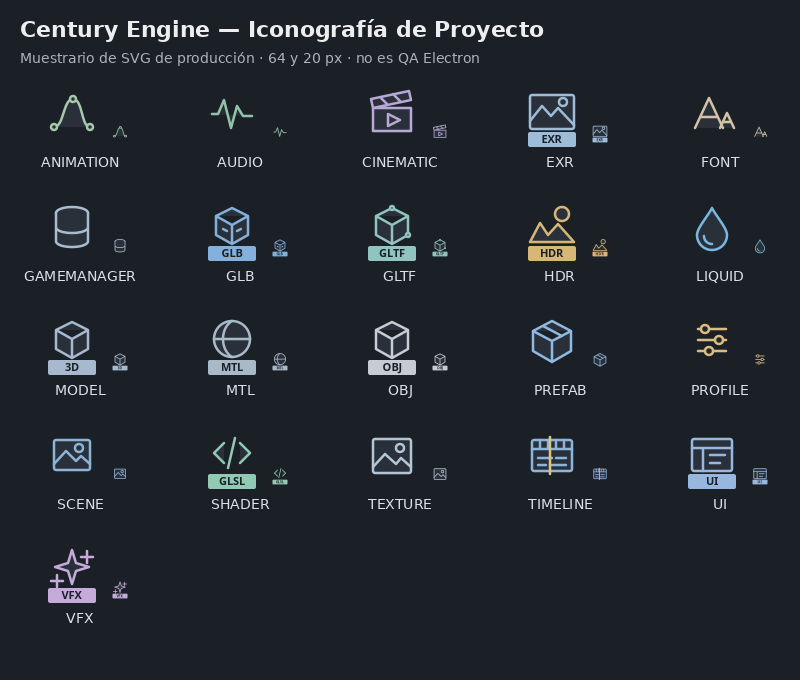 Century Engine — Iconografía de Proyecto
Muestrario de SVG de producción · 64 y 20 px · no es QA Electron
ANIMATION
AUDIO
CINEMATIC
EXR
EXR
FONT
GAMEMANAGER
GLB
GLB
GLTF
GLTF
HDR
HDR
LIQUID
3D
MODEL
MTL
MTL
OBJ
OBJ
PREFAB
PROFILE
SCENE
GLSL
SHADER
TEXTURE
TIMELINE
UI
UI
VFX
VFX